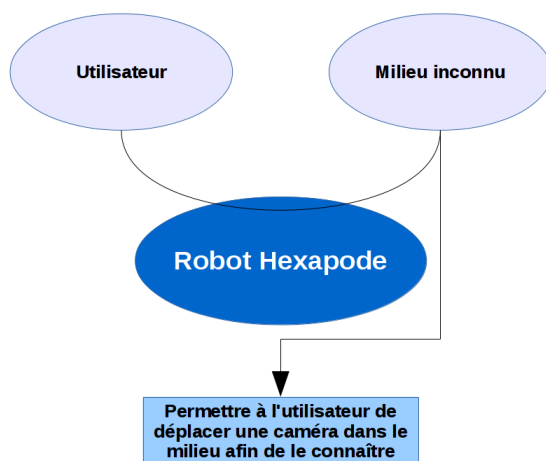 Utilisateur
Milieu inconnu
Robot Hexapode
Permettre à l'utilisateur de
déplacer une caméra dans le
milieu afin de le connaître